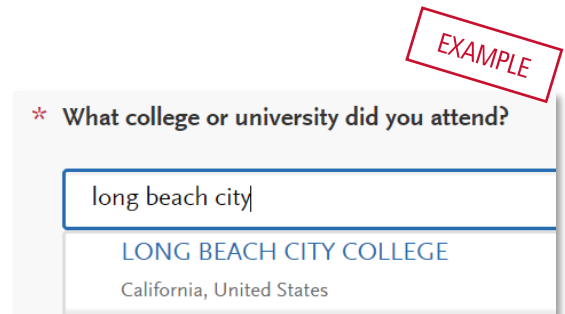 EXAMPLE
* What college or university did you attend?
long beach city
LONG BEACH CITY COLLEGE
California, United States